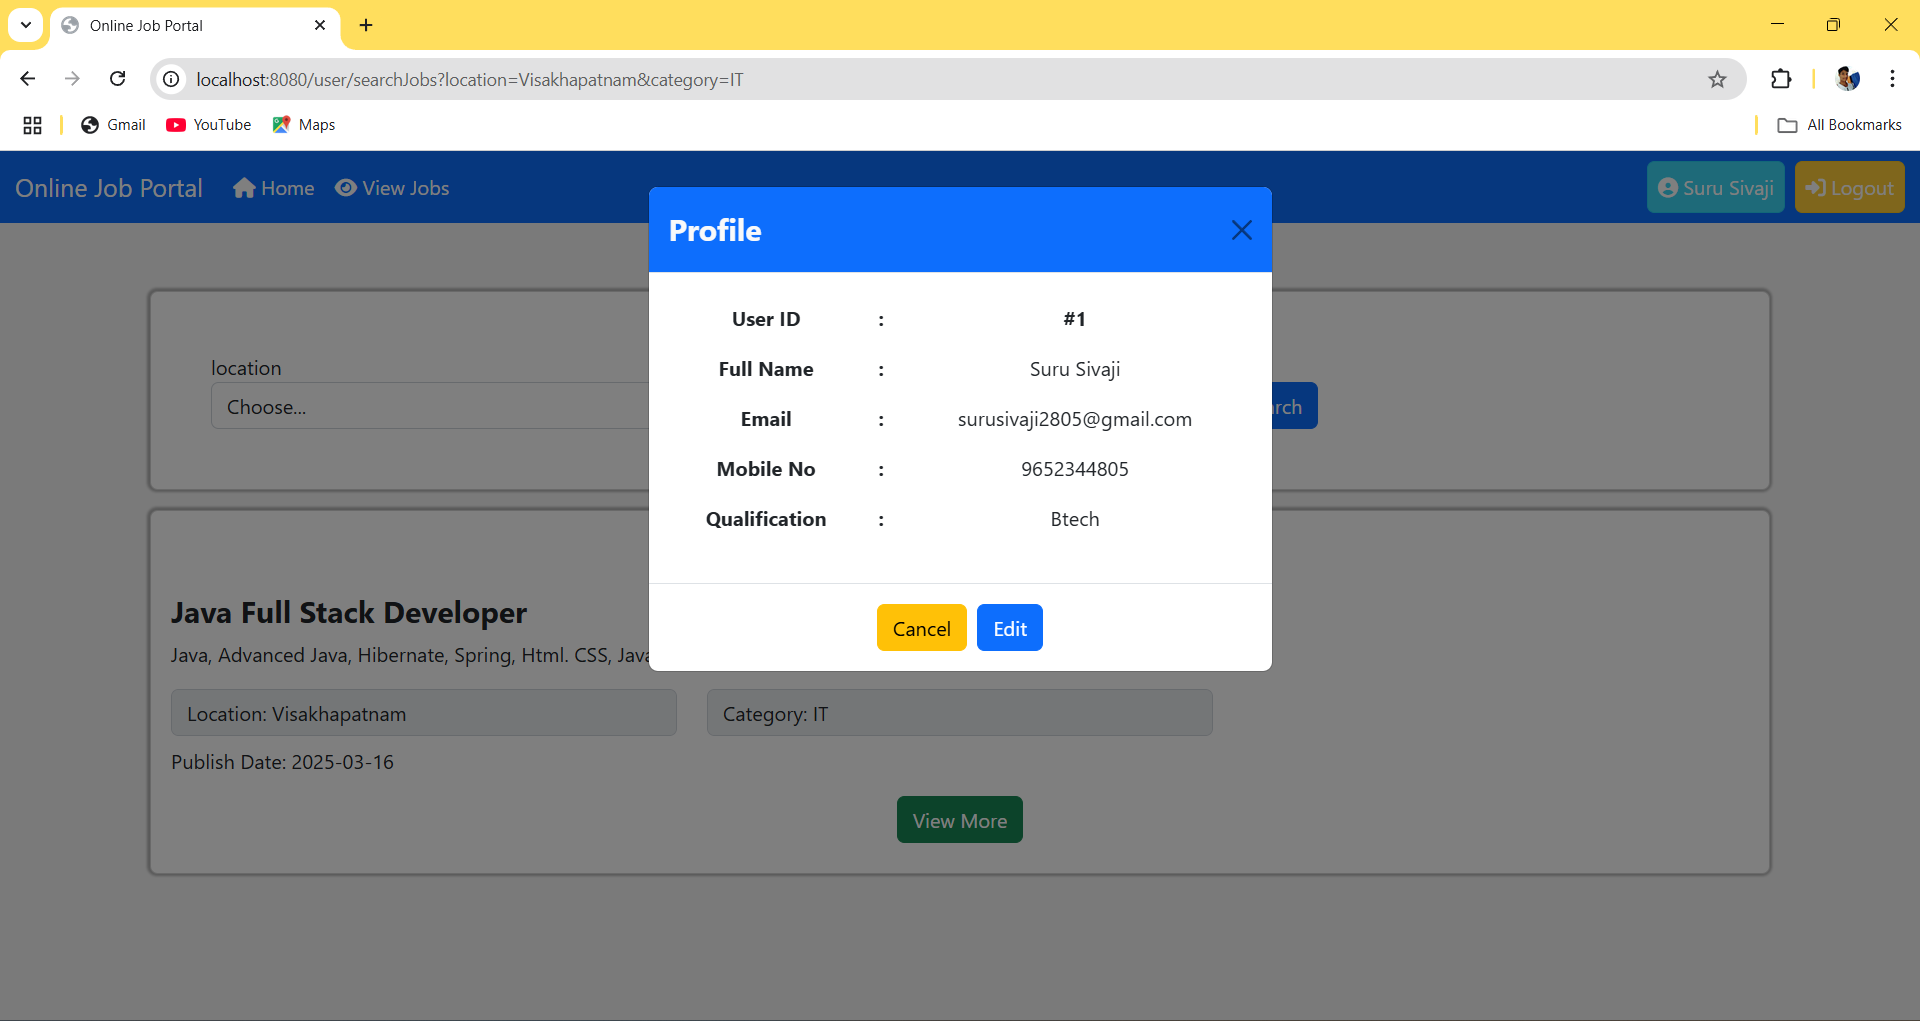 Online Job Portal
localhost:8080/user/searchJobs?location=Visakhapatnam&category=IT
Gmail YouTube Maps All Bookmarks
Online Job Portal Home View Jobs Suru Sivaji Logout
Profile
User ID : #1
Full Name : Suru Sivaji
Email : surusivaji2805@gmail.com
Mobile No : 9652344805
Qualification : Btech
Cancel Edit
location
Choose...
Java Full Stack Developer
Java, Advanced Java, Hibernate, Spring, Html. CSS,
Location: Visakhapatnam Category: IT
Publish Date: 2025-03-16
View More